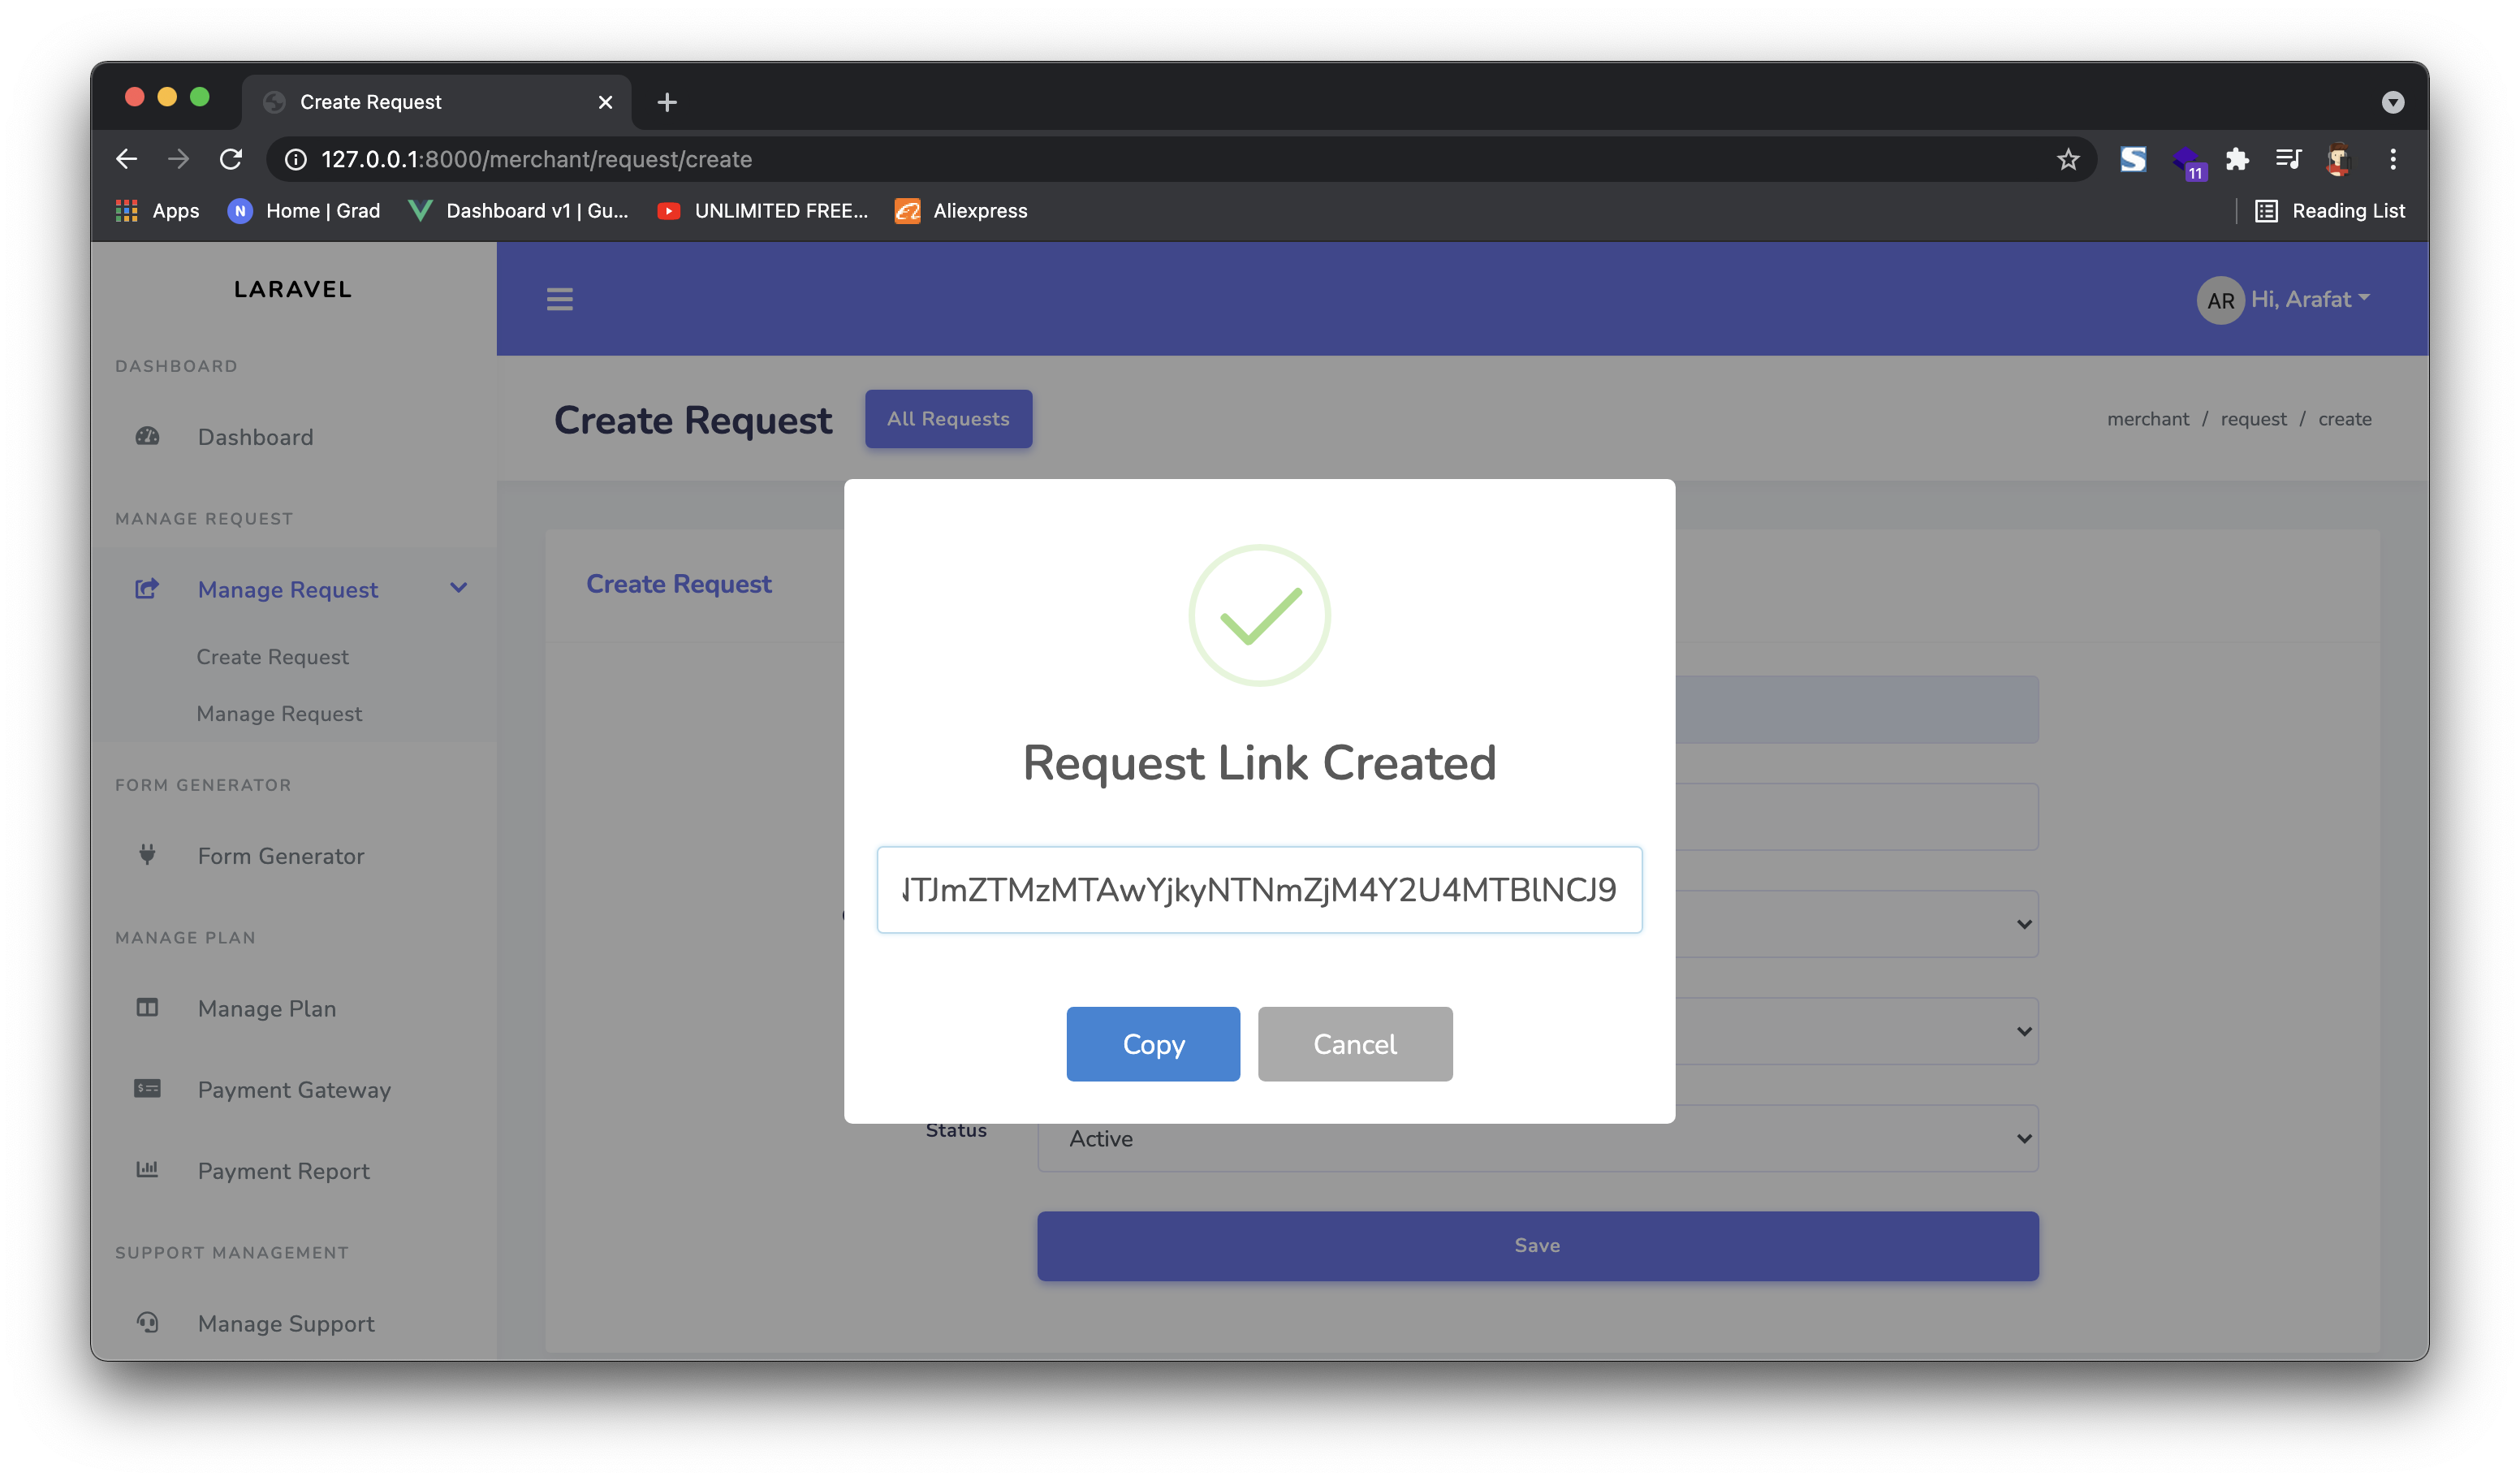 Create Request
127.0.0.1:8000/merchant/request/create
11
Apps
Home | Grad
Dashboard v1 | Gu...
UNLIMITED FREE...
Aliexpress
Reading List
LARAVEL
AR Hi, Arafat
DASHBOARD
Dashboard
MANAGE REQUEST
Manage Request
Create Request
Manage Request
FORM GENERATOR
Form Generator
MANAGE PLAN
Manage Plan
Payment Gateway
Payment Report
SUPPORT MANAGEMENT
Manage Support
Create Request
All Requests
merchant / request / create
Create Request
Request Link Created
NTJmZTMzMTAwYjkyNTNmZjM4Y2U4MTBlNCJ9
Copy
Cancel
Status
Active
Save